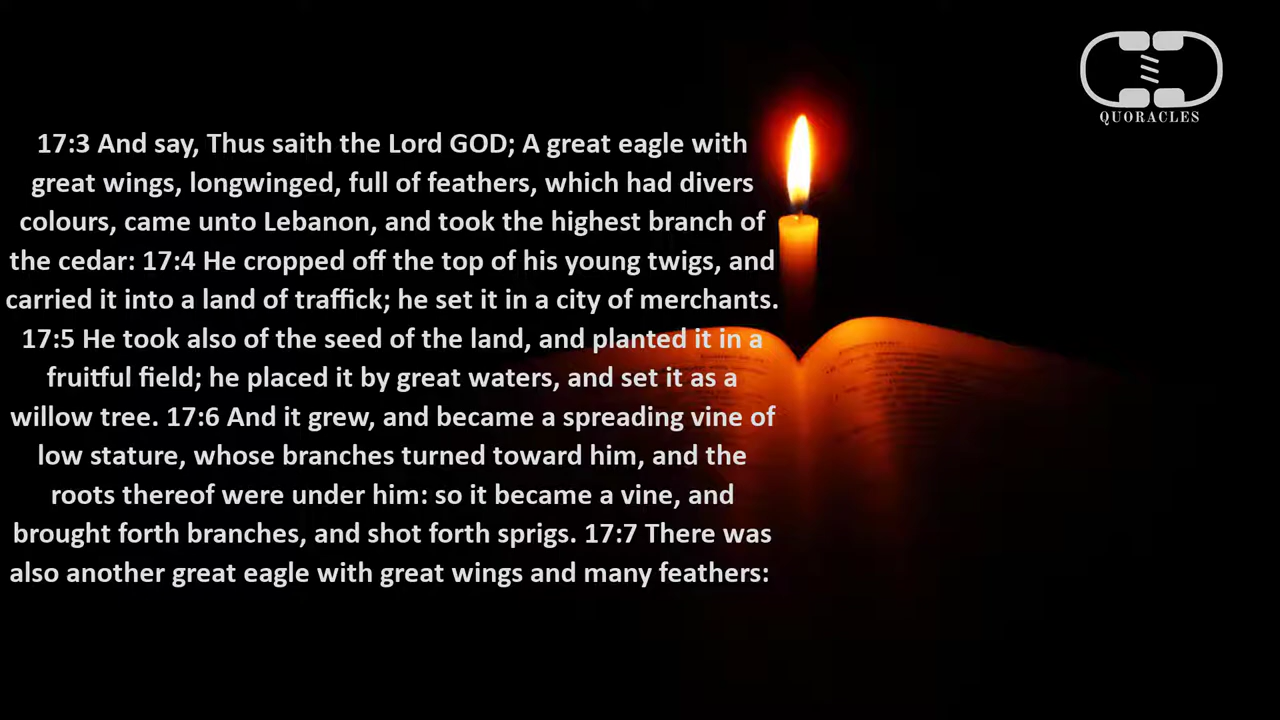 QUORACLES
17:3 And say, Thus saith the Lord GOD; A great eagle with
great wings, longwinged, full of feathers, which had divers
colours, came unto Lebanon, and took the highest branch of
the cedar: 17:4 He cropped off the top of his young twigs, and
carried it into a land of traffick; he set it in a city of merchants.
17:5 He took also of the seed of the land, and planted it in a
fruitful field; he placed it by great waters, and set it as a
willow tree. 17:6 And it grew, and became a spreading vine of
low stature, whose branches turned toward him, and the
roots thereof were under him: so it became a vine, and
brought forth branches, and shot forth sprigs. 17:7 There was
also another great eagle with great wings and many feathers: